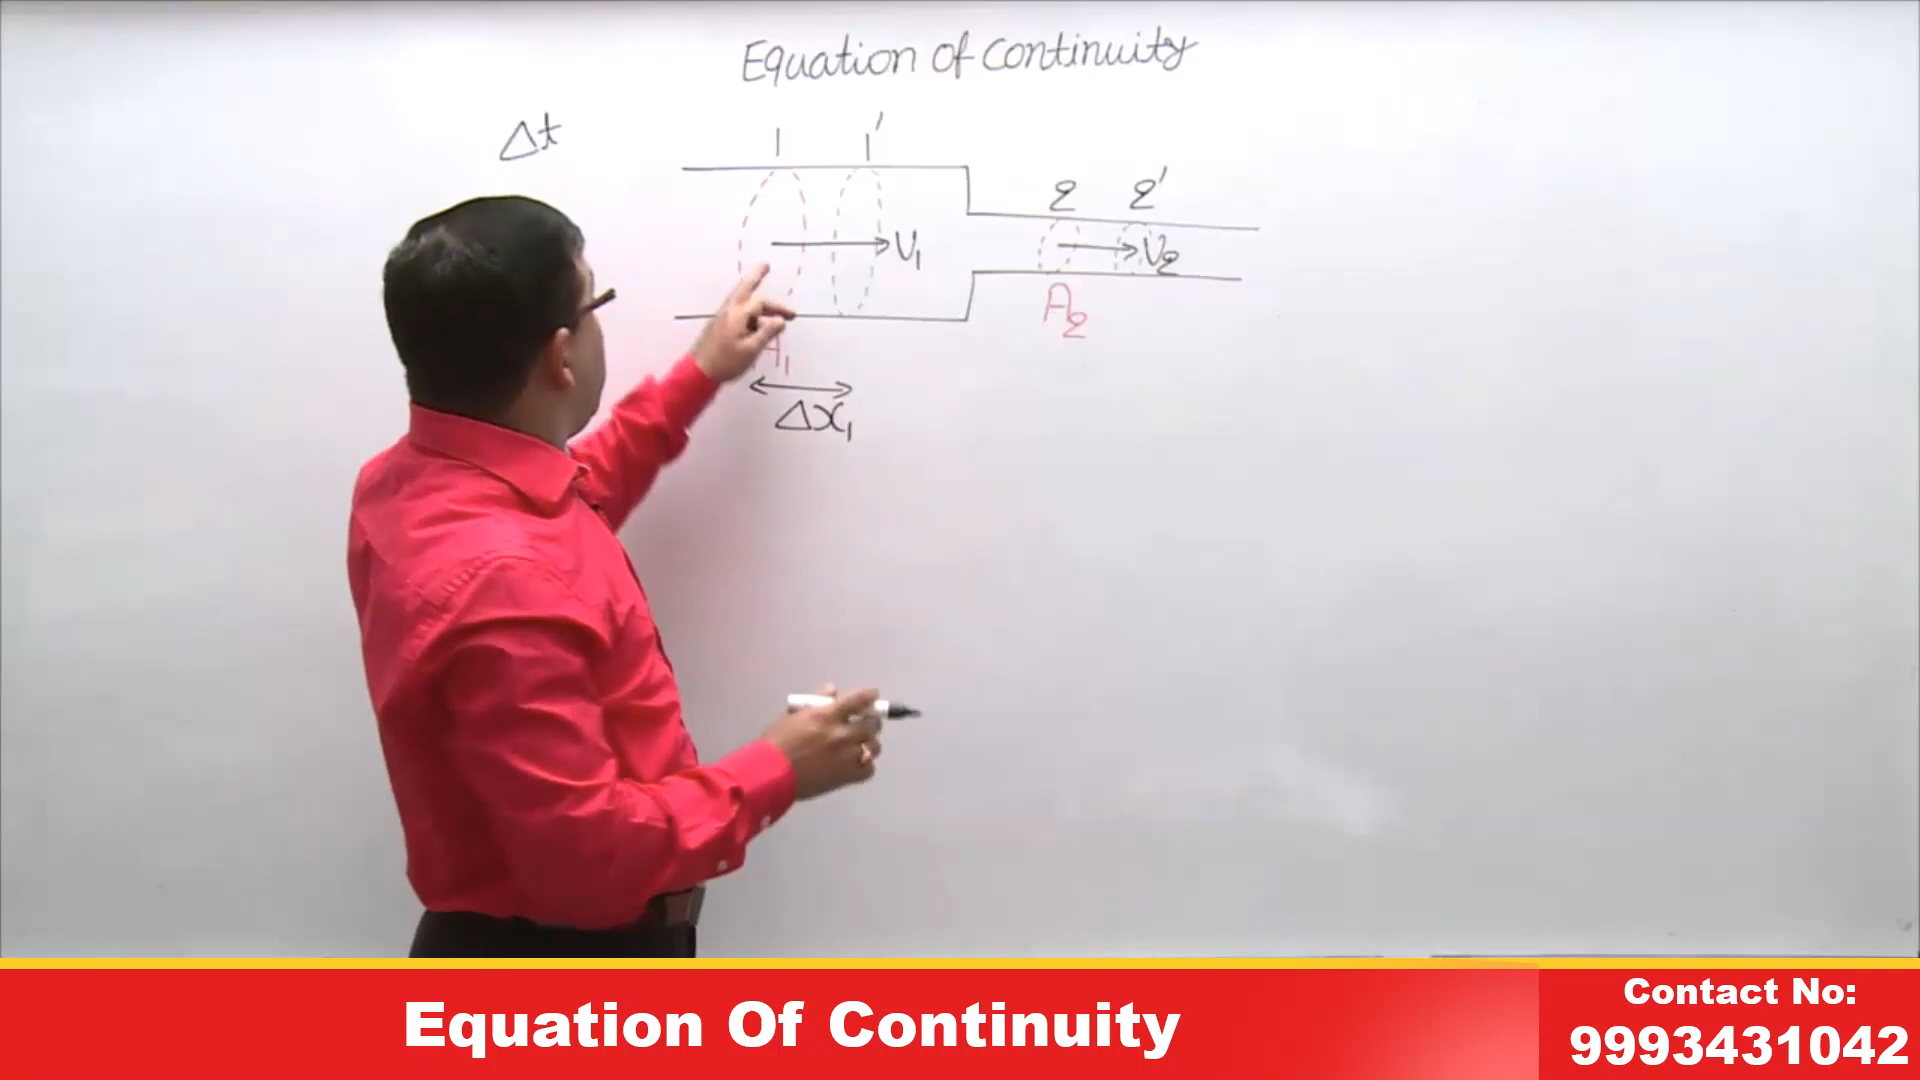 Equation of Continuity
Δt
1 1'
2 2'
V₁
V₂
A₂
A₁
Δx₁
Equation Of Continuity
Contact No:
9993431042